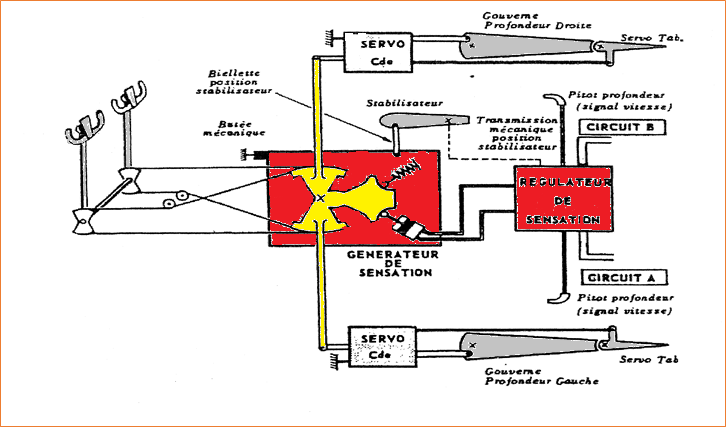 Gouverne
Profondeur Droite
Servo Tab.
SERVO
Cde
Biellette
position
stabilisateur
Stabilisateur
Pitot profondeur
(signal vitesse)
Butée
mécanique
Transmission
mécanique
position
stabilisateur
CIRCUIT B
REGULATEUR
DE
SENSATION
GENERATEUR
DE
SENSATION
CIRCUIT A
Pitot profondeur
(signal vitesse)
SERVO
Cde
Servo Tab
Gouverne
Profondeur Gauche